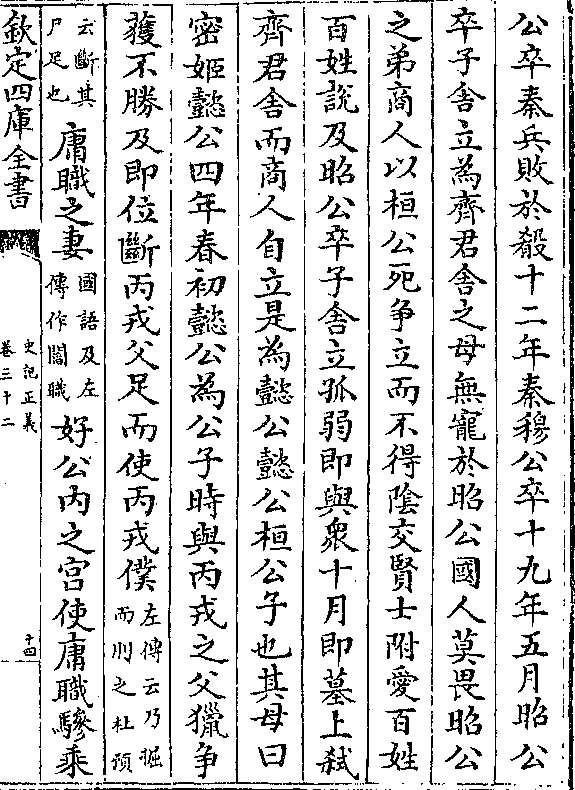 公卒秦兵敗於殽十二年秦穆公卒十九年五月昭公
卒子舍立為齊君舍之母無寵於昭公國人莫畏昭公
之弟商人以桓公死争立而不得隂交賢士附愛百姓
百姓説及昭公卒子舍立孤弱即與衆十月即墓上弑
齊君舍而商人自立是為懿公懿公桓公子也其母曰
密姬懿公四年春初懿公為公子時與丙戎之父獵争
獲不勝及即位斷丙戎父足而使丙戎僕左傳云乃掘而刖之杜預
云斷其尸足也庸職之妻國語及左傳作閻職好公内之宫使庸職驂乘
欽定四庫全書
史記正義
卷三十二
十四